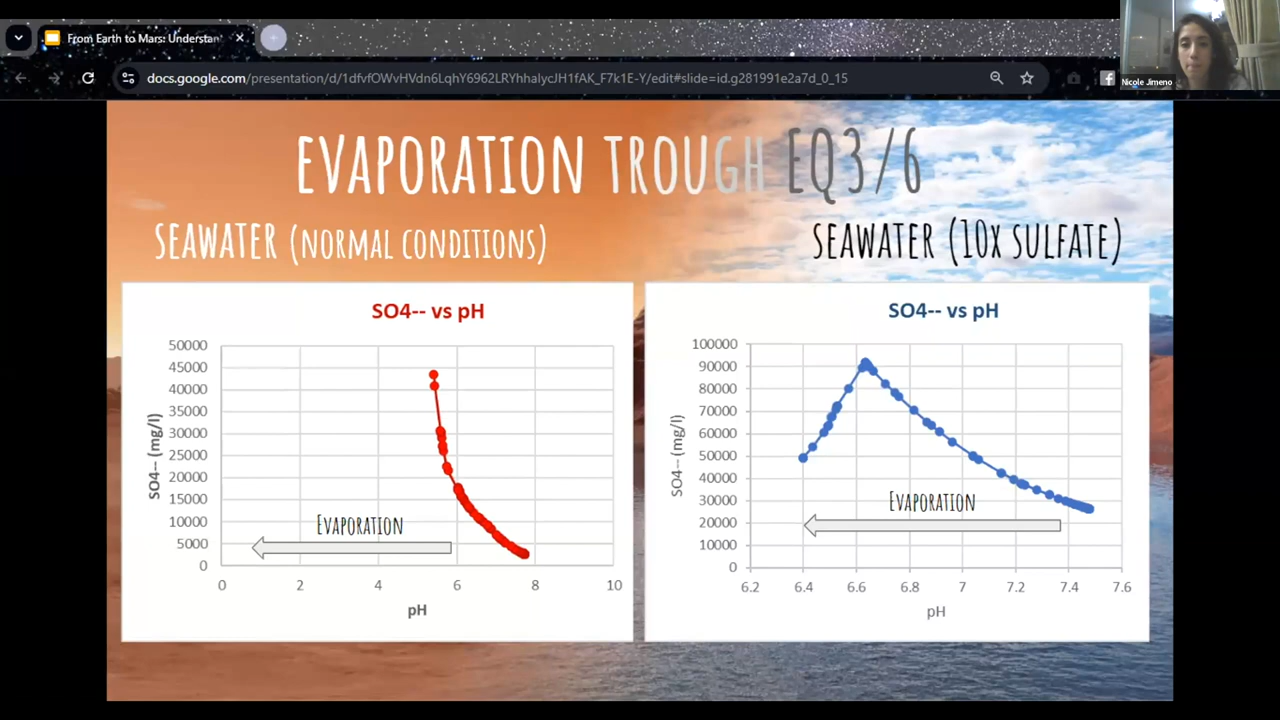 From Earth to Mars: Understan
docs.google.com/presentation/d/1dfvfOWvHVdn6LqhY6962LRYhhalycJH1fAK_F7k1E-Y/edit#slide=id.g281991e2a7d_0_15
Nicole Jimeno
EVAPORATION TROUGH EQ3/6
SEAWATER (NORMAL CONDITIONS)
SEAWATER (10X SULFATE)
SO4-- vs pH
50000
45000
40000
35000
30000
25000
20000
15000
10000
5000
0
SO4-- (mg/l)
EVAPORATION
0 2 4 6 8 10
pH
SO4-- vs pH
100000
90000
80000
70000
60000
50000
40000
30000
20000
10000
0
SO4-- (mg/l)
EVAPORATION
6.2 6.4 6.6 6.8 7 7.2 7.4 7.6
pH